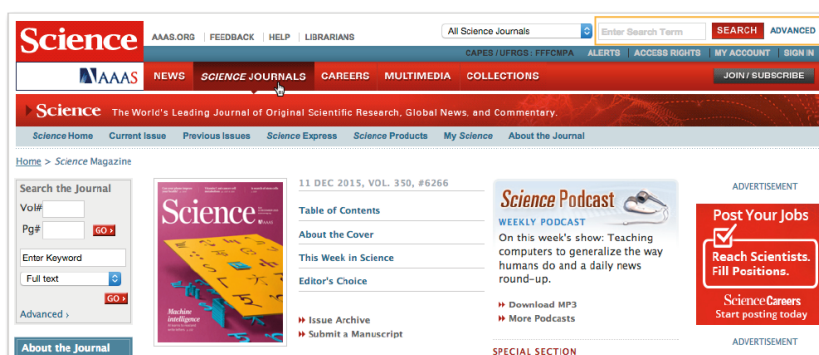 Science
AAAS.ORG FEEDBACK HELP LIBRARIANS
All Science Journals
Enter Search Term
SEARCH
ADVANCED
CAPES / UFRGS : FFFCMPA ALERTS ACCESS RIGHTS MY ACCOUNT SIGN IN
AAAS
NEWS SCIENCE JOURNALS CAREERS MULTIMEDIA COLLECTIONS
JOIN / SUBSCRIBE
Science The World's Leading Journal of Original Scientific Research, Global News, and Commentary.
Science Home Current Issue Previous Issues Science Express Science Products My Science About the Journal
Home > Science Magazine
Search the Journal
Vol#
Pg#
GO
Enter Keyword
Full text
GO
Advanced ›
About the Journal
Science
AAAS
Machine
intelligence
11 DEC 2015, VOL. 350, #6266
Table of Contents
About the Cover
This Week in Science
Editor's Choice
Issue Archive
Submit a Manuscript
Science Podcast
WEEKLY PODCAST
On this week's show: Teaching
computers to generalize the way
humans do and a daily news
round-up.
Download MP3
More Podcasts
SPECIAL SECTION
ADVERTISEMENT
Post Your Jobs
Reach Scientists.
Fill Positions.
Science Careers
Start posting today
ADVERTISEMENT